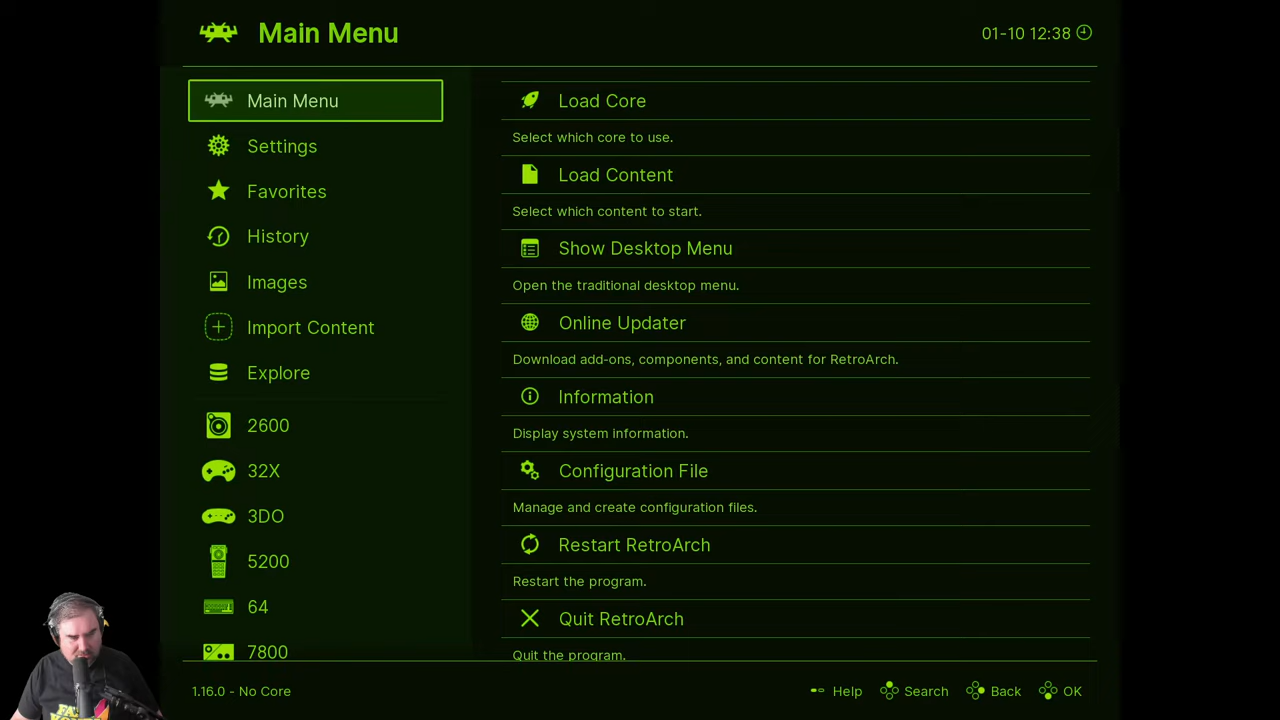 Main Menu
01-10 12:38
Main Menu
Settings
Favorites
History
Images
Import Content
Explore
2600
32X
3DO
5200
64
7800
Load Core
Select which core to use.
Load Content
Select which content to start.
Show Desktop Menu
Open the traditional desktop menu.
Online Updater
Download add-ons, components, and content for RetroArch.
Information
Display system information.
Configuration File
Manage and create configuration files.
Restart RetroArch
Restart the program.
Quit RetroArch
Quit the program.
1.16.0 - No Core
Help Search Back OK